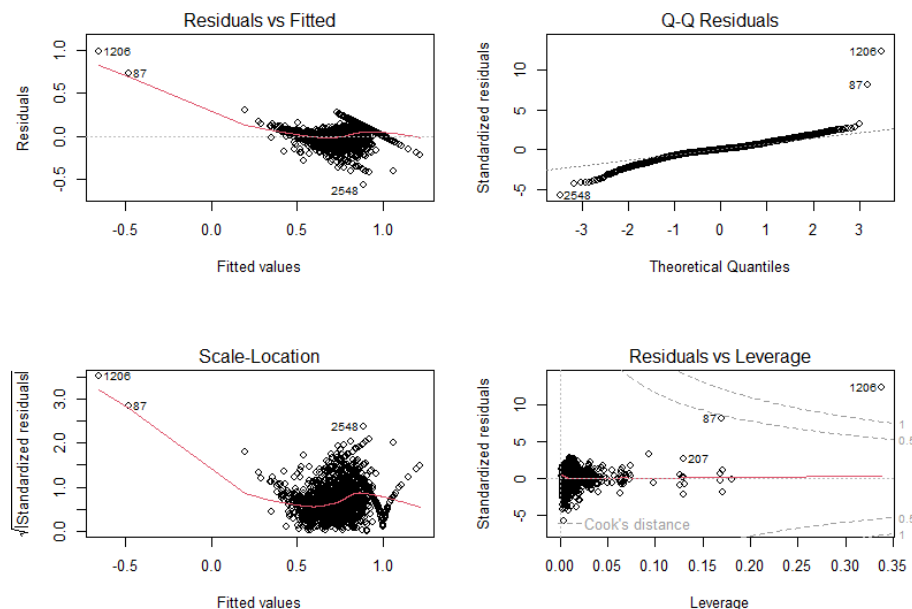 Residuals vs Fitted
Residuals
1.0
0.5
0.0
-0.5
1206
87
2548
-0.5 0.0 0.5 1.0
Fitted values
Q-Q Residuals
Standardized residuals
10
5
0
-5
1206
87
2548
-3 -2 -1 0 1 2 3
Theoretical Quantiles
Scale-Location
√|Standardized residuals|
3.0
2.0
1.0
0.0
1206
87
2548
-0.5 0.0 0.5 1.0
Fitted values
Residuals vs Leverage
Standardized residuals
10
5
0
-5
1206
87
207
1
0.5
0.5
1
Cook's distance
0.00 0.05 0.10 0.15 0.20 0.25 0.30 0.35
Leverage